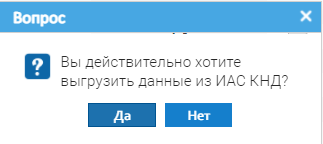 Вопрос
Вы действительно хотите
выгрузить данные из ИАС КНД?
Да
Нет